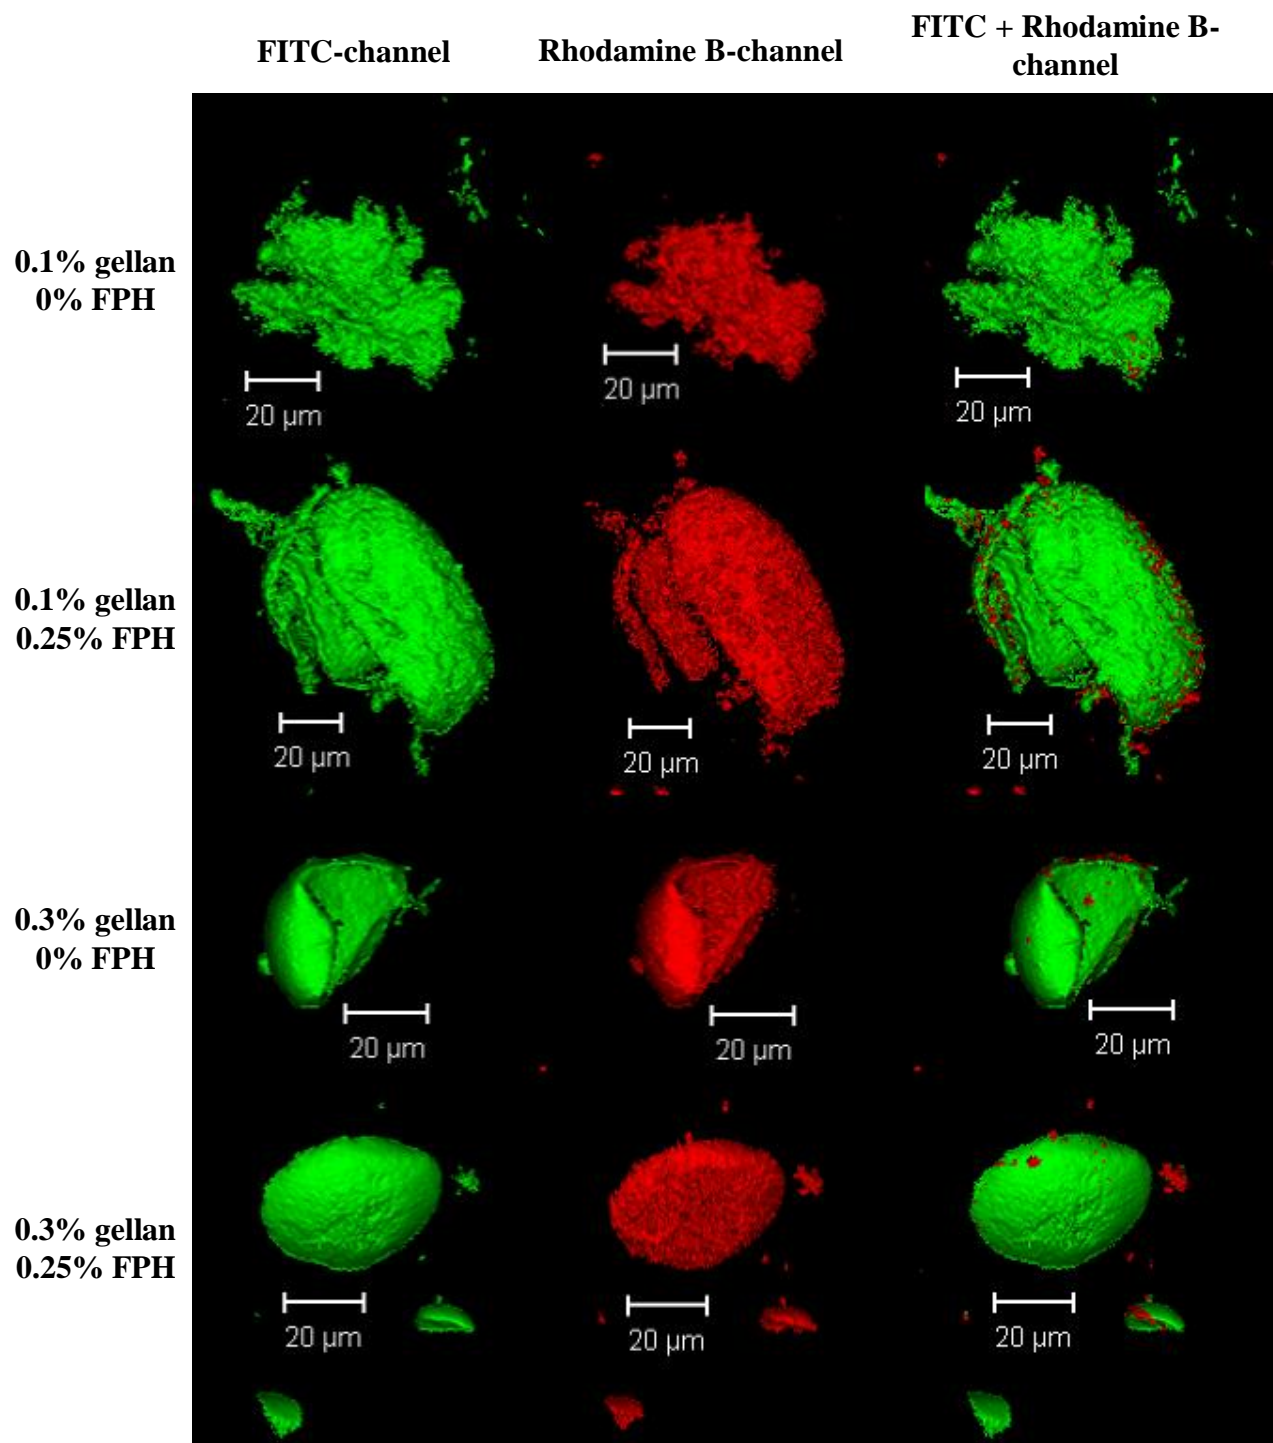 FITC-channel
Rhodamine B-channel
FITC + Rhodamine B-
channel
0.1% gellan
0% FPH
20 µm
20 µm
20 µm
0.1% gellan
0.25% FPH
20 µm
20 µm
20 µm
0.3% gellan
0% FPH
20 µm
20 µm
20 µm
0.3% gellan
0.25% FPH
20 µm
20 µm
20 µm